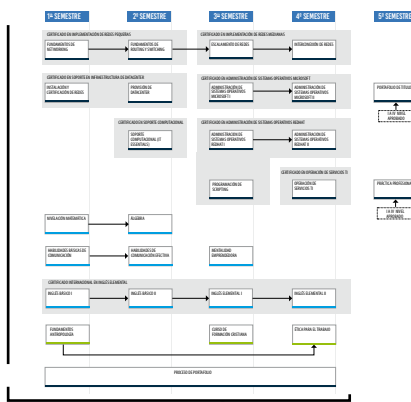 1º SEMESTRE
2º SEMESTRE
3º SEMESTRE
4º SEMESTRE
5º SEMESTRE
CERTIFICADO EN IMPLEMENTACIÓN DE REDES PEQUEÑAS
CERTIFICADO EN IMPLEMENTACIÓN DE REDES MEDIANAS
FUNDAMENTOS DE
NETWORKING
FUNDAMENTOS DE
ROUTING Y SWITCHING
ESCALAMIENTO DE REDES
INTERCONEXIÓN DE REDES
CERTIFICADO EN SOPORTE EN INFRAESTRUCTURA DE DATACENTER
CERTIFICADO EN ADMINISTRACIÓN DE SISTEMAS OPERATIVOS MICROSOFT
INSTALACIÓN Y
CERTIFICACIÓN DE REDES
PROVISIÓN DE
DATACENTER
ADMINISTRACIÓN DE
SISTEMAS OPERATIVOS
MICROSOFT I
ADMINISTRACIÓN DE
SISTEMAS OPERATIVOS
MICROSOFT II
PORTAFOLIO DE TÍTULO
APROBADO
CERTIFICADO EN SOPORTE COMPUTACIONAL
CERTIFICADO EN ADMINISTRACIÓN DE SISTEMAS OPERATIVOS REDHAT
SOPORTE
COMPUTACIONAL (IT
ESSENTIALS)
ADMINISTRACIÓN DE
SISTEMAS OPERATIVOS
REDHAT I
ADMINISTRACIÓN DE
SISTEMAS OPERATIVOS
REDHAT II
CERTIFICADO EN OPERACIÓN DE SERVICIOS TI
PROGRAMACIÓN DE
SCRIPTING
OPERACIÓN DE
SERVICIOS TI
PRÁCTICA PROFESIONAL
APROBADO
NIVELACIÓN MATEMÁTICA
ÁLGEBRA
HABILIDADES BÁSICAS DE
COMUNICACIÓN
HABILIDADES DE
COMUNICACIÓN EFECTIVA
MENTALIDAD
EMPRENDEDORA
CERTIFICADO INTERNACIONAL EN INGLÉS ELEMENTAL
INGLÉS BÁSICO I
INGLÉS BÁSICO II
INGLÉS ELEMENTAL I
INGLÉS ELEMENTAL II
FUNDAMENTOS
ANTROPOLOGÍA
CURSO DE
FORMACIÓN CRISTIANA
ÉTICA PARA EL TRABAJO
PROCESO DE PORTAFOLIO